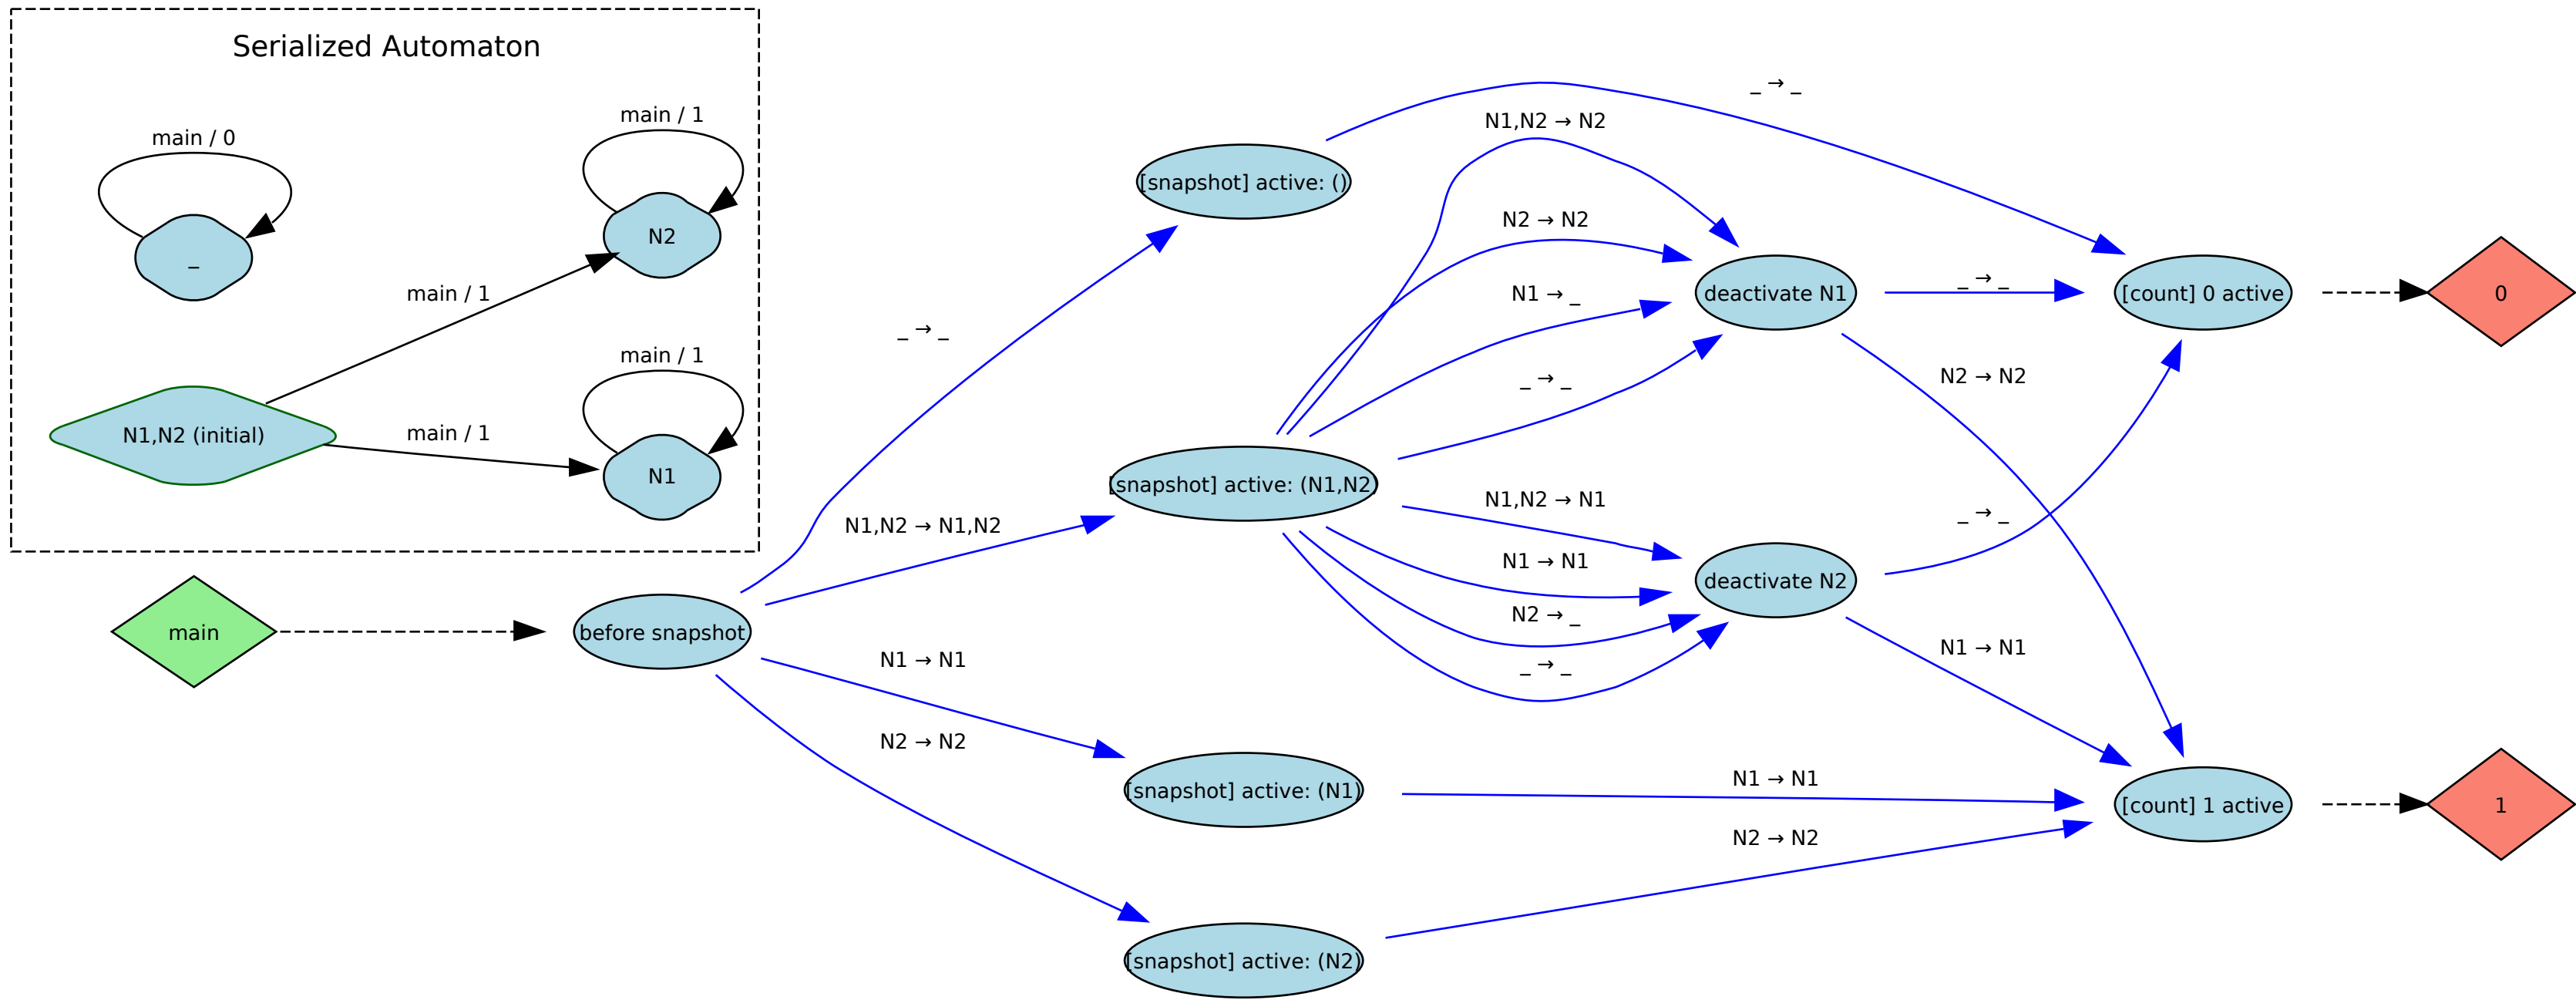 Serialized Automaton
main / 0
main / 1
_
N2
main / 1
main / 1
main / 1
N1,N2 (initial)
N1
main
before snapshot
_ → _
N1,N2 → N1,N2
N1 → N1
N2 → N2
[snapshot] active: ()
[snapshot] active: (N1,N2)
[snapshot] active: (N1)
[snapshot] active: (N2)
_ → _
N1,N2 → N2
N2 → N2
N1 → _
_ → _
N1,N2 → N1
N1 → N1
N2 → _
_ → _
deactivate N1
deactivate N2
_ → _
N2 → N2
_ → _
N1 → N1
N1 → N1
N2 → N2
[count] 0 active
[count] 1 active
0
1